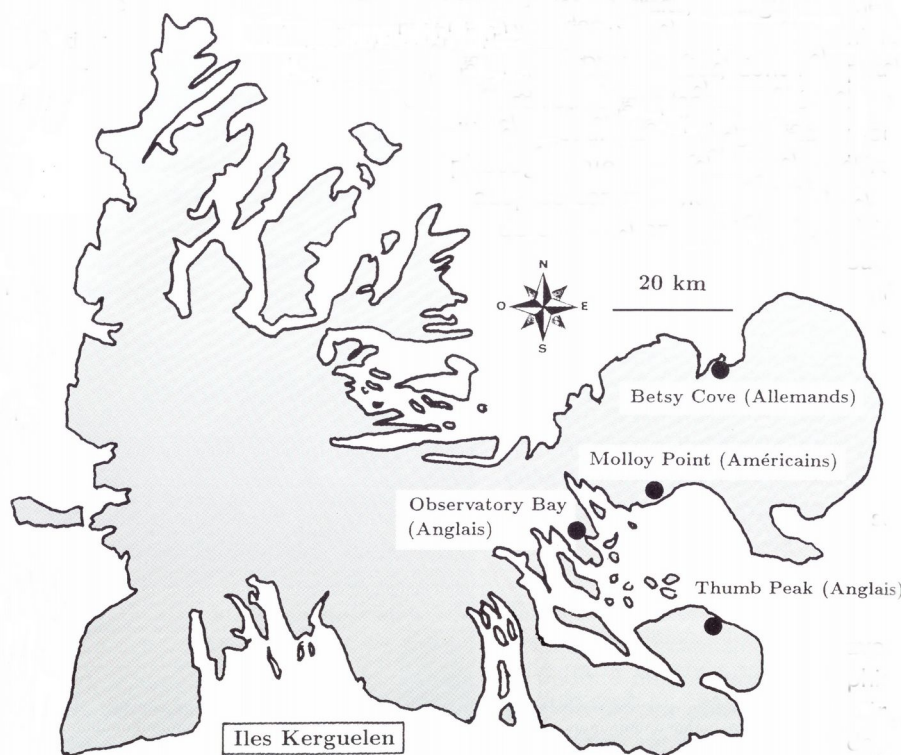 N
O E
S
20 km
Betsy Cove (Allemands)
Molloy Point (Américains)
Observatory Bay
(Anglais)
Thumb Peak (Anglais)
Iles Kerguelen